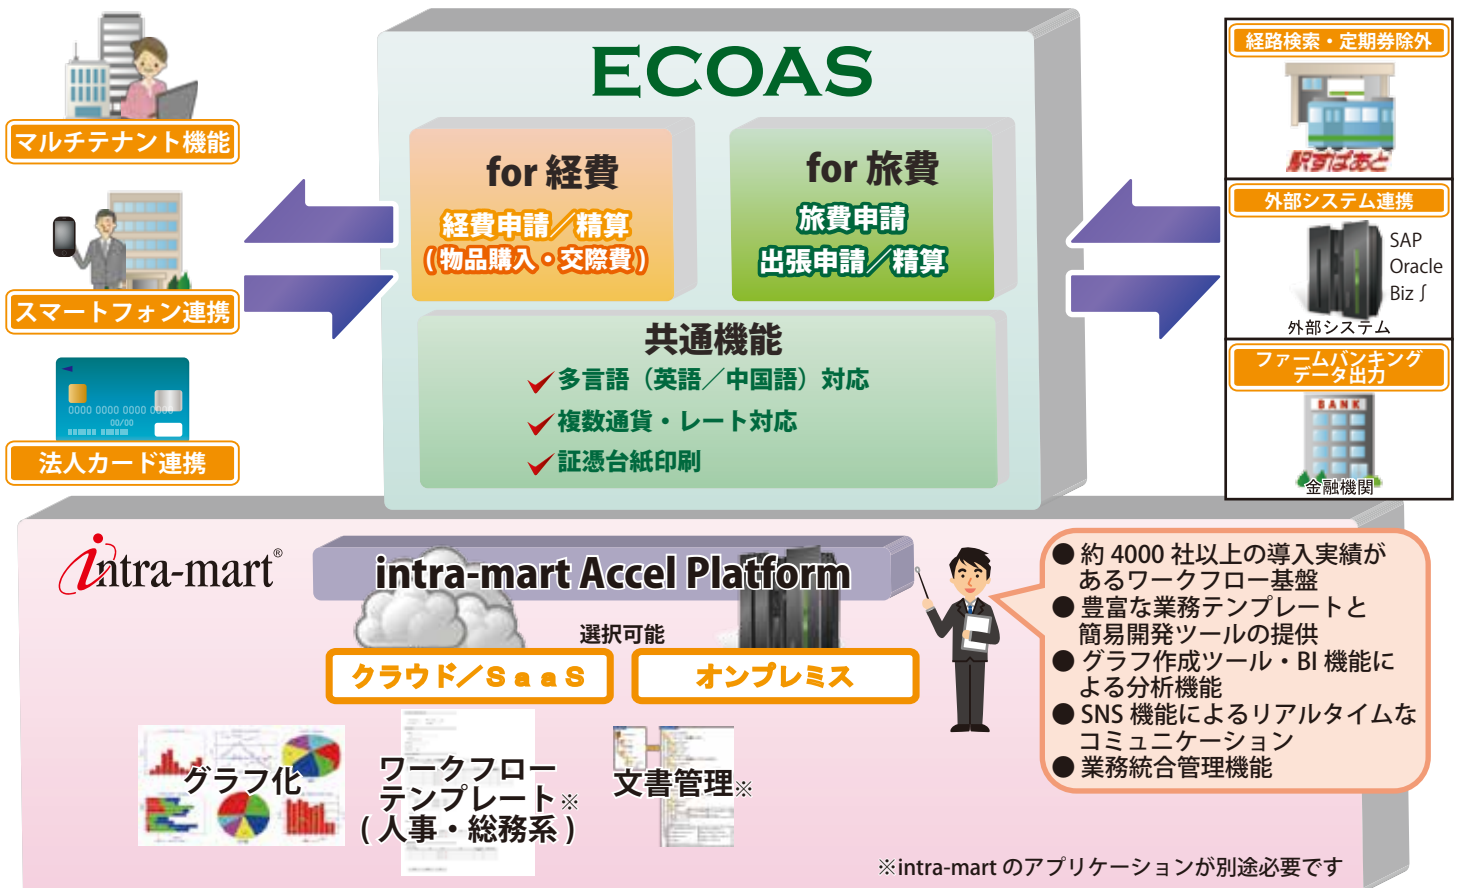 マルチテナント機能
スマートフォン連携
0000 0000 0000 0000
00/00
法人カード連携
ECOAS
for 経費
経費申請／精算
(物品購入・交際費)
for 旅費
旅費申請
出張申請／精算
共通機能
多言語（英語／中国語）対応
複数通貨・レート対応
証憑台紙印刷
経路検索・定期券除外
駅すぱあと
外部システム連携
SAP
Oracle
Biz ∫
外部システム
ファームバンキング
データ出力
BANK
金融機関
intra-mart®
intra-mart Accel Platform
選択可能
クラウド／ＳａａＳ
オンプレミス
グラフ化
ワークフロー
テンプレート※
(人事・総務系)
文書管理※
● 約 4000 社以上の導入実績が
あるワークフロー基盤
● 豊富な業務テンプレートと
簡易開発ツールの提供
● グラフ作成ツール・BI 機能に
よる分析機能
● SNS 機能によるリアルタイムな
コミュニケーション
● 業務統合管理機能
※intra-mart のアプリケーションが別途必要です